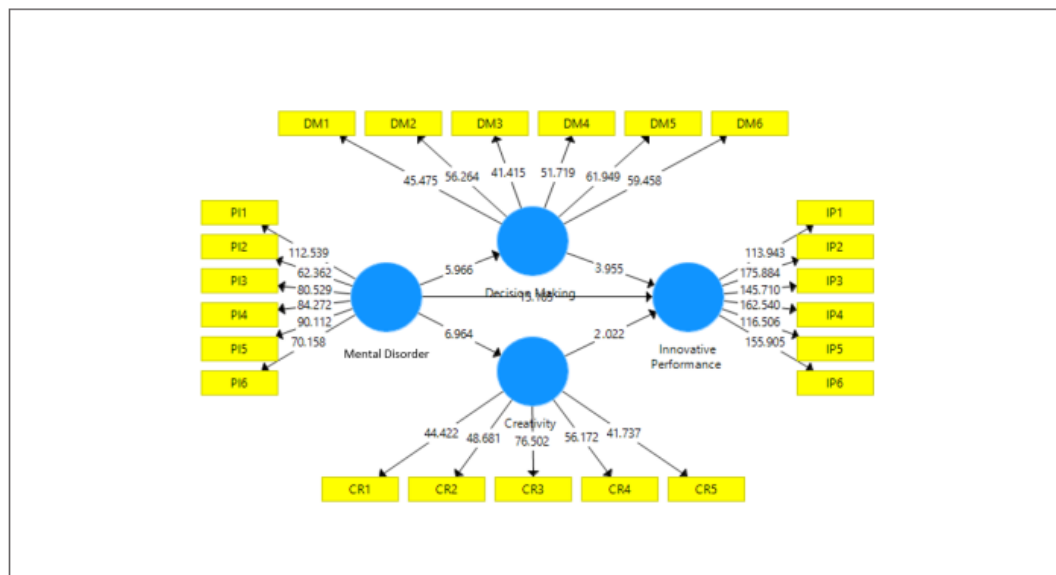 DM1 DM2 DM3 DM4 DM5 DM6
45.475 56.264 41.415 51.719 61.949 59.458
PI1
PI2
PI3
PI4
PI5
PI6
112.539
62.362
80.529
84.272
90.112
70.158
Mental Disorder
5.966
6.964
Decision Making
3.955
2.022
Creativity
Innovative
Performance
113.943
175.884
145.710
162.540
116.506
155.905
IP1
IP2
IP3
IP4
IP5
IP6
44.422 48.681 76.502 56.172 41.737
CR1 CR2 CR3 CR4 CR5